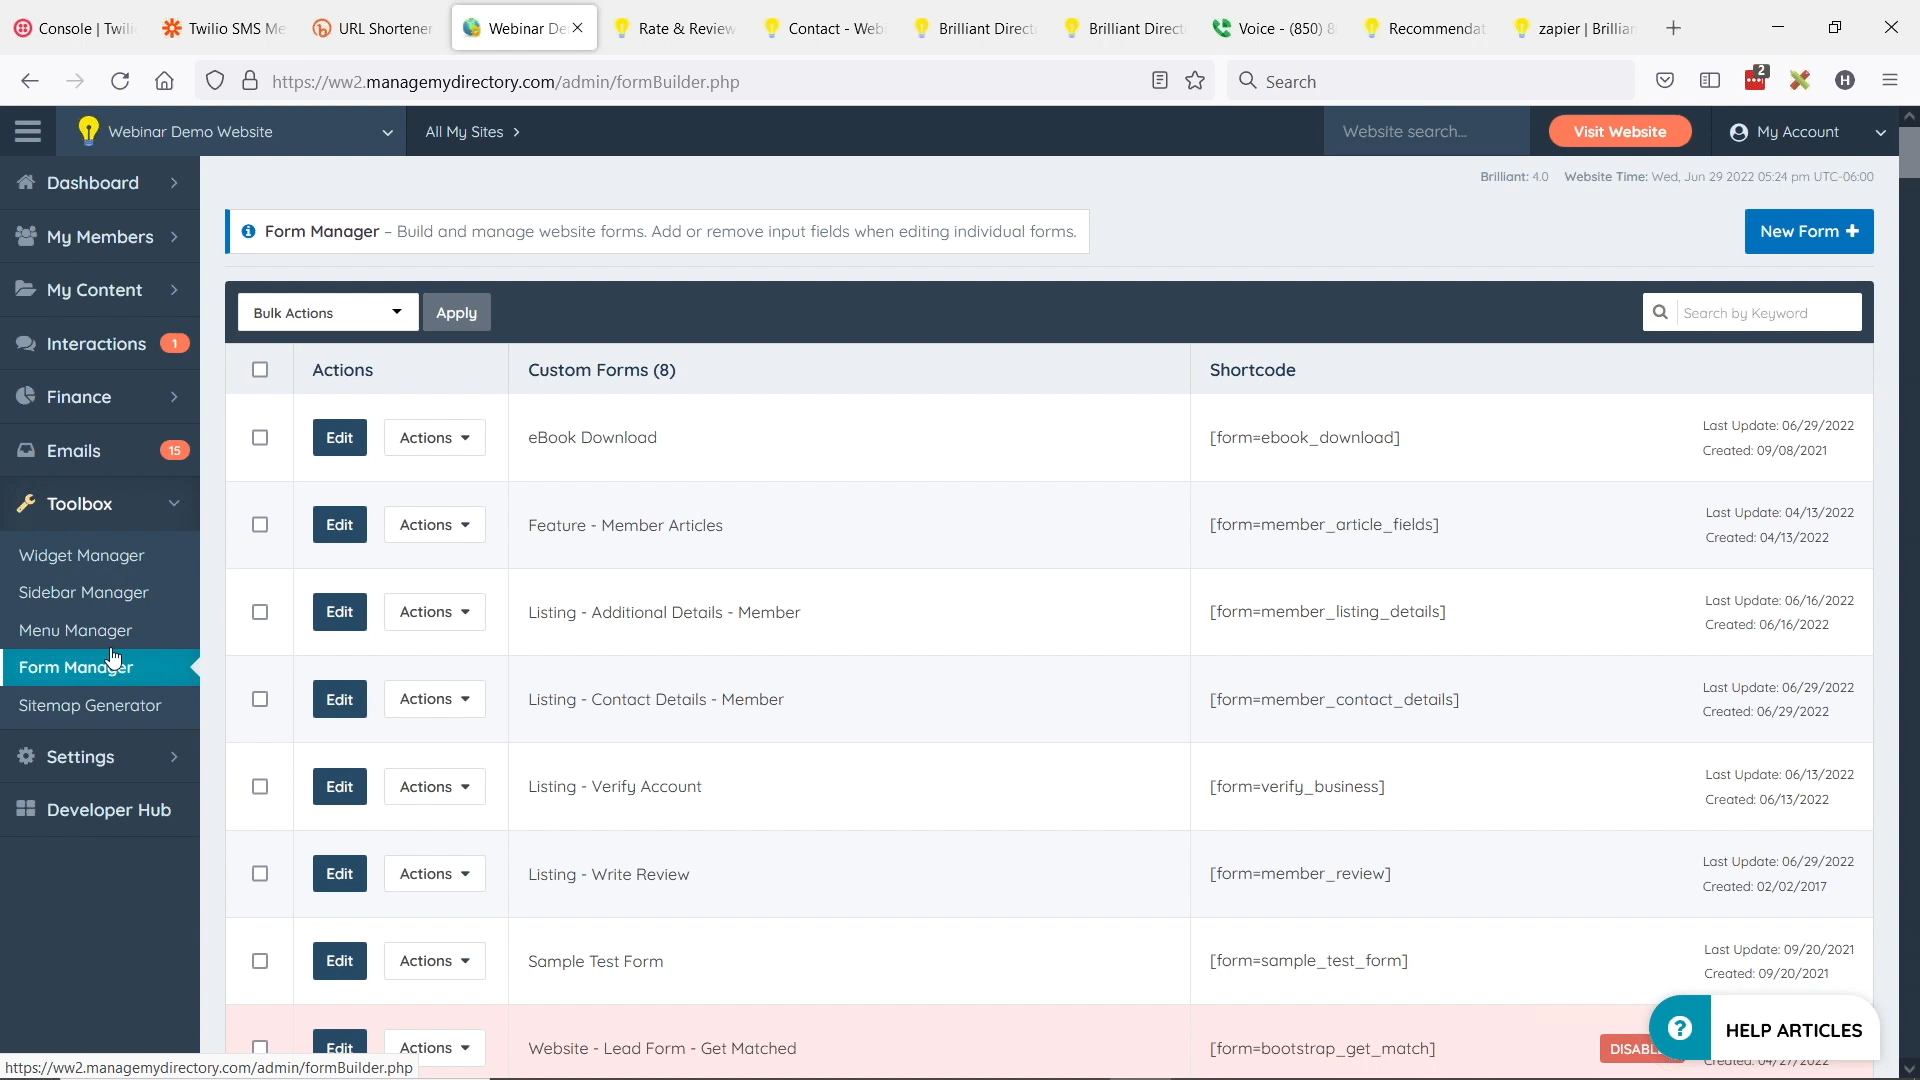 Console | Twili
Twilio SMS Me
URL Shortener
Webinar De
Rate & Review
Contact - Webi
Brilliant Direct
Brilliant Direct
Voice - (850) 8
Recommendat
zapier | Brillian
https://ww2.managemydirectory.com/admin/formBuilder.php
Search
2
H
Webinar Demo Website
All My Sites
Website search...
Visit Website
My Account
Brilliant: 4.0 Website Time: Wed, Jun 29 2022 05:24 pm UTC-06:00
Dashboard
My Members
My Content
Interactions 1
Finance
Emails 15
Toolbox
Widget Manager
Sidebar Manager
Menu Manager
Form Manager
Sitemap Generator
Settings
Developer Hub
Form Manager - Build and manage website forms. Add or remove input fields when editing individual forms.
New Form +
Bulk Actions
Apply
Search by Keyword
Actions Custom Forms (8) Shortcode
Edit Actions eBook Download [form=ebook_download] Last Update: 06/29/2022
Created: 09/08/2021
Edit Actions Feature - Member Articles [form=member_article_fields] Last Update: 04/13/2022
Created: 04/13/2022
Edit Actions Listing - Additional Details - Member [form=member_listing_details] Last Update: 06/16/2022
Created: 06/16/2022
Edit Actions Listing - Contact Details - Member [form=member_contact_details] Last Update: 06/29/2022
Created: 06/29/2022
Edit Actions Listing - Verify Account [form=verify_business] Last Update: 06/13/2022
Created: 06/13/2022
Edit Actions Listing - Write Review [form=member_review] Last Update: 06/29/2022
Created: 02/02/2017
Edit Actions Sample Test Form [form=sample_test_form] Last Update: 09/20/2021
Created: 09/20/2021
Edit Actions Website - Lead Form - Get Matched [form=bootstrap_get_match] DISABL
Created: 04/27/2022
HELP ARTICLES
https://ww2.managemydirectory.com/admin/formBuilder.php